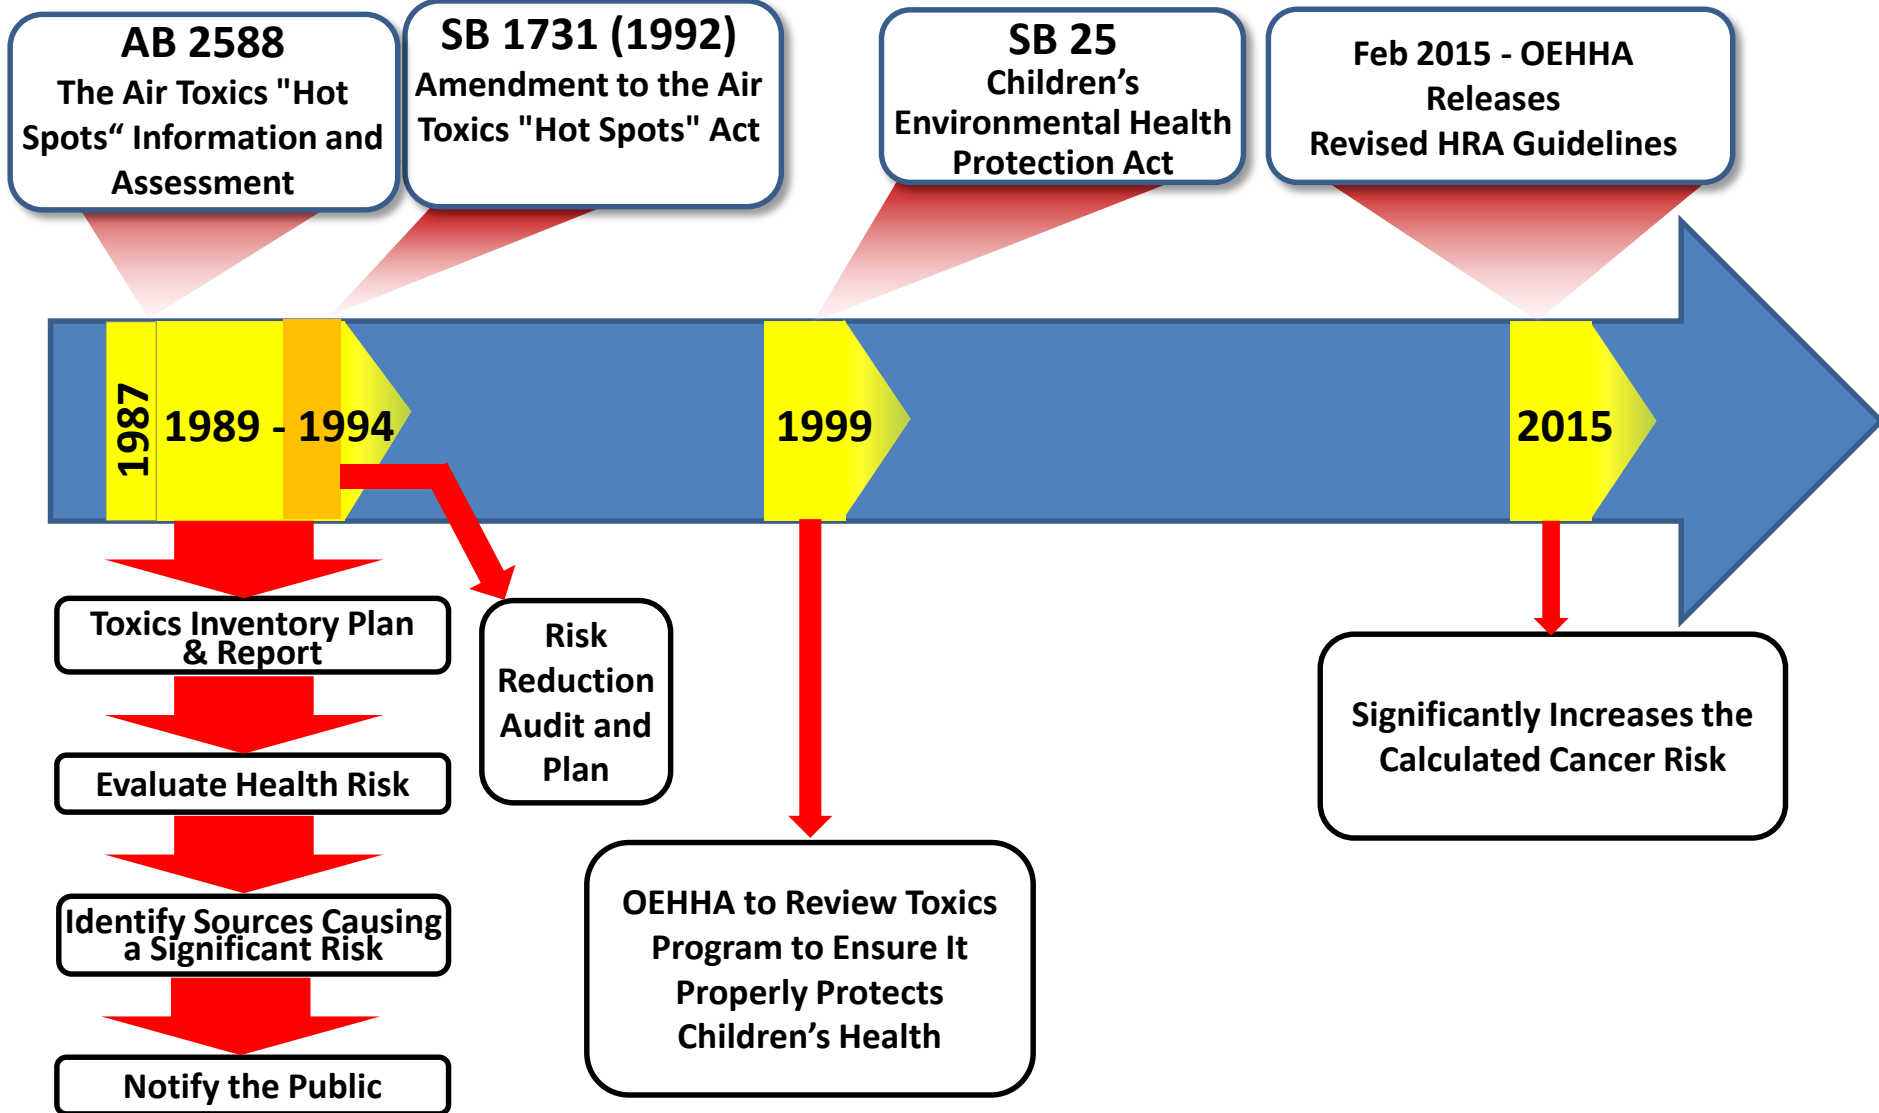 AB 2588
The Air Toxics "Hot
Spots“ Information and
Assessment
SB 1731 (1992)
Amendment to the Air
Toxics "Hot Spots" Act
SB 25
Children’s
Environmental Health
Protection Act
Feb 2015 - OEHHA
Releases
Revised HRA Guidelines
1987
1989 - 1994
1999
2015
Toxics Inventory Plan
& Report
Evaluate Health Risk
Identify Sources Causing
a Significant Risk
Notify the Public
Risk
Reduction
Audit and
Plan
OEHHA to Review Toxics
Program to Ensure It
Properly Protects
Children’s Health
Significantly Increases the
Calculated Cancer Risk